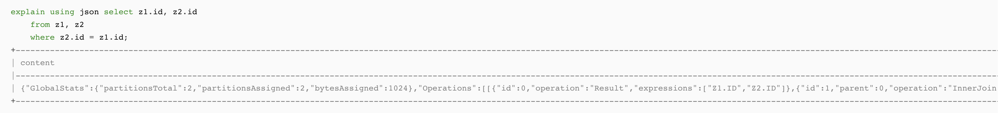 explain using json select z1.id, z2.id
from z1, z2
where z2.id = z1.id;
content
{"GlobalStats":{"partitionsTotal":2,"partitionsAssigned":2,"bytesAssigned":1024},"Operations":[[{"id":0,"operation":"Result","expressions":["Z1.ID","Z2.ID"]},{"id":1,"parent":0,"operation":"InnerJoin